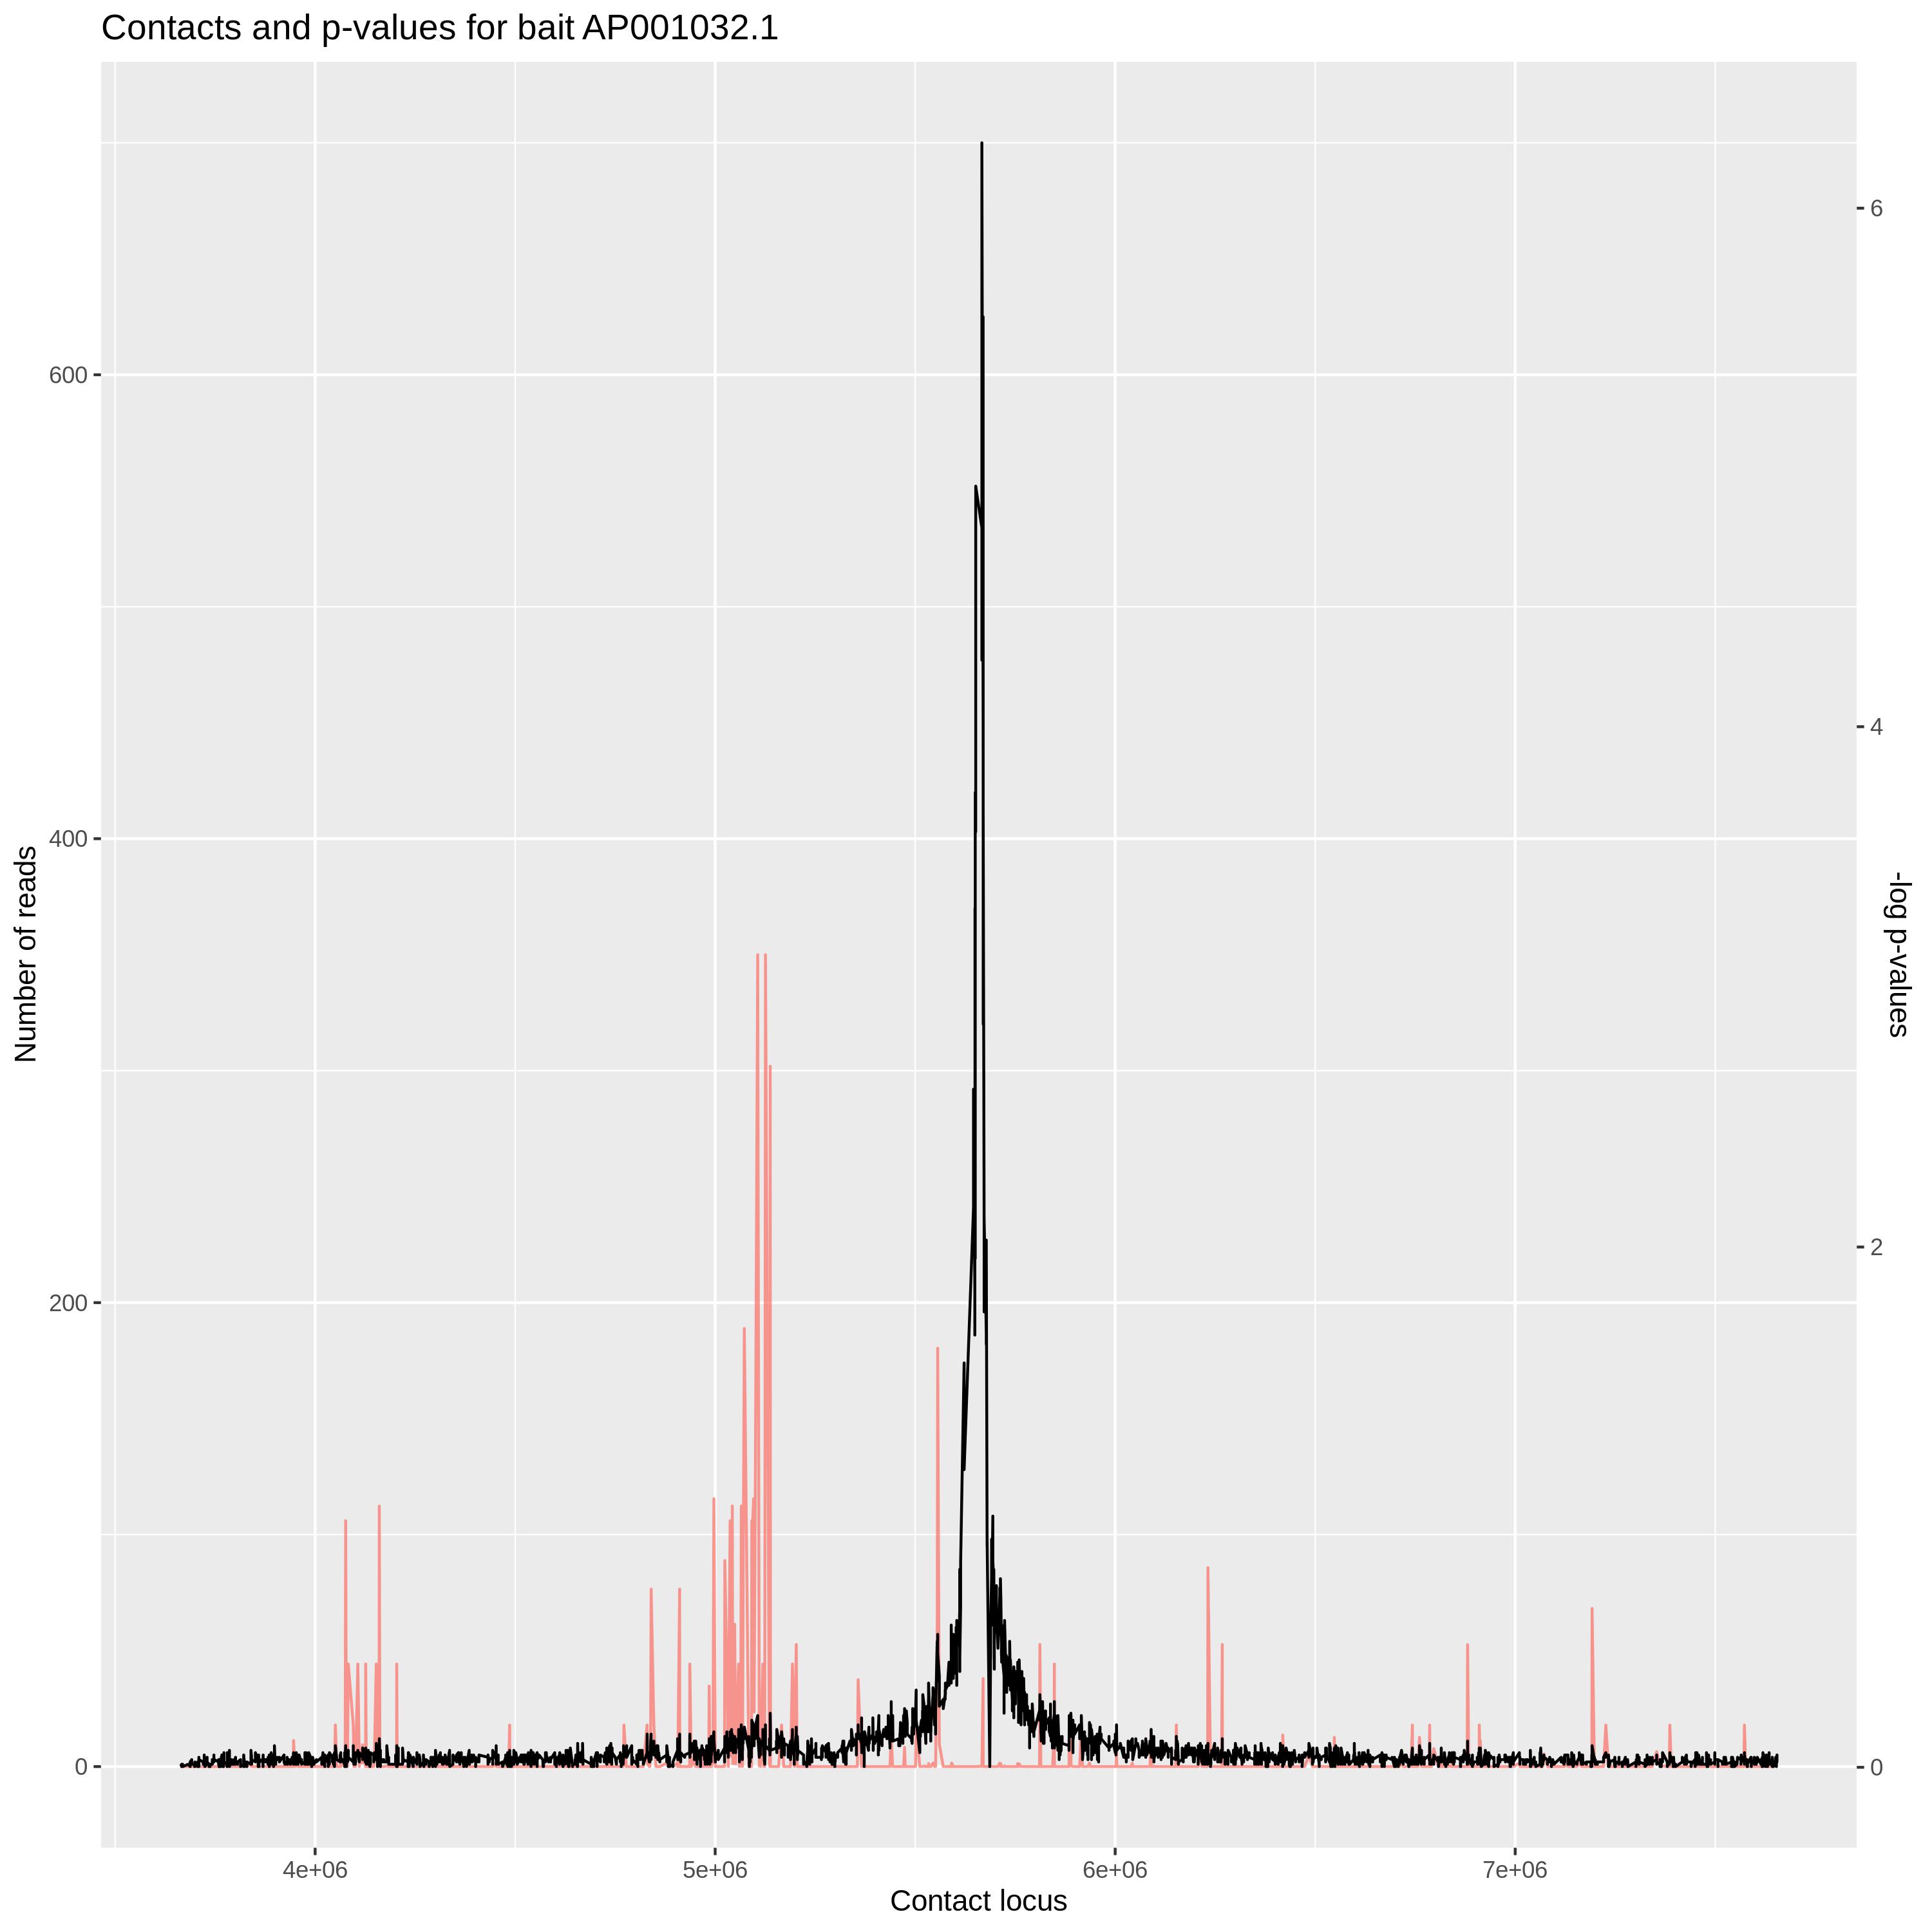 Contacts and p-values for bait AP001032.1
600
400
200
0
6
4
2
0
Number of reads
-log p-values
4e+06
5e+06
6e+06
7e+06
Contact locus